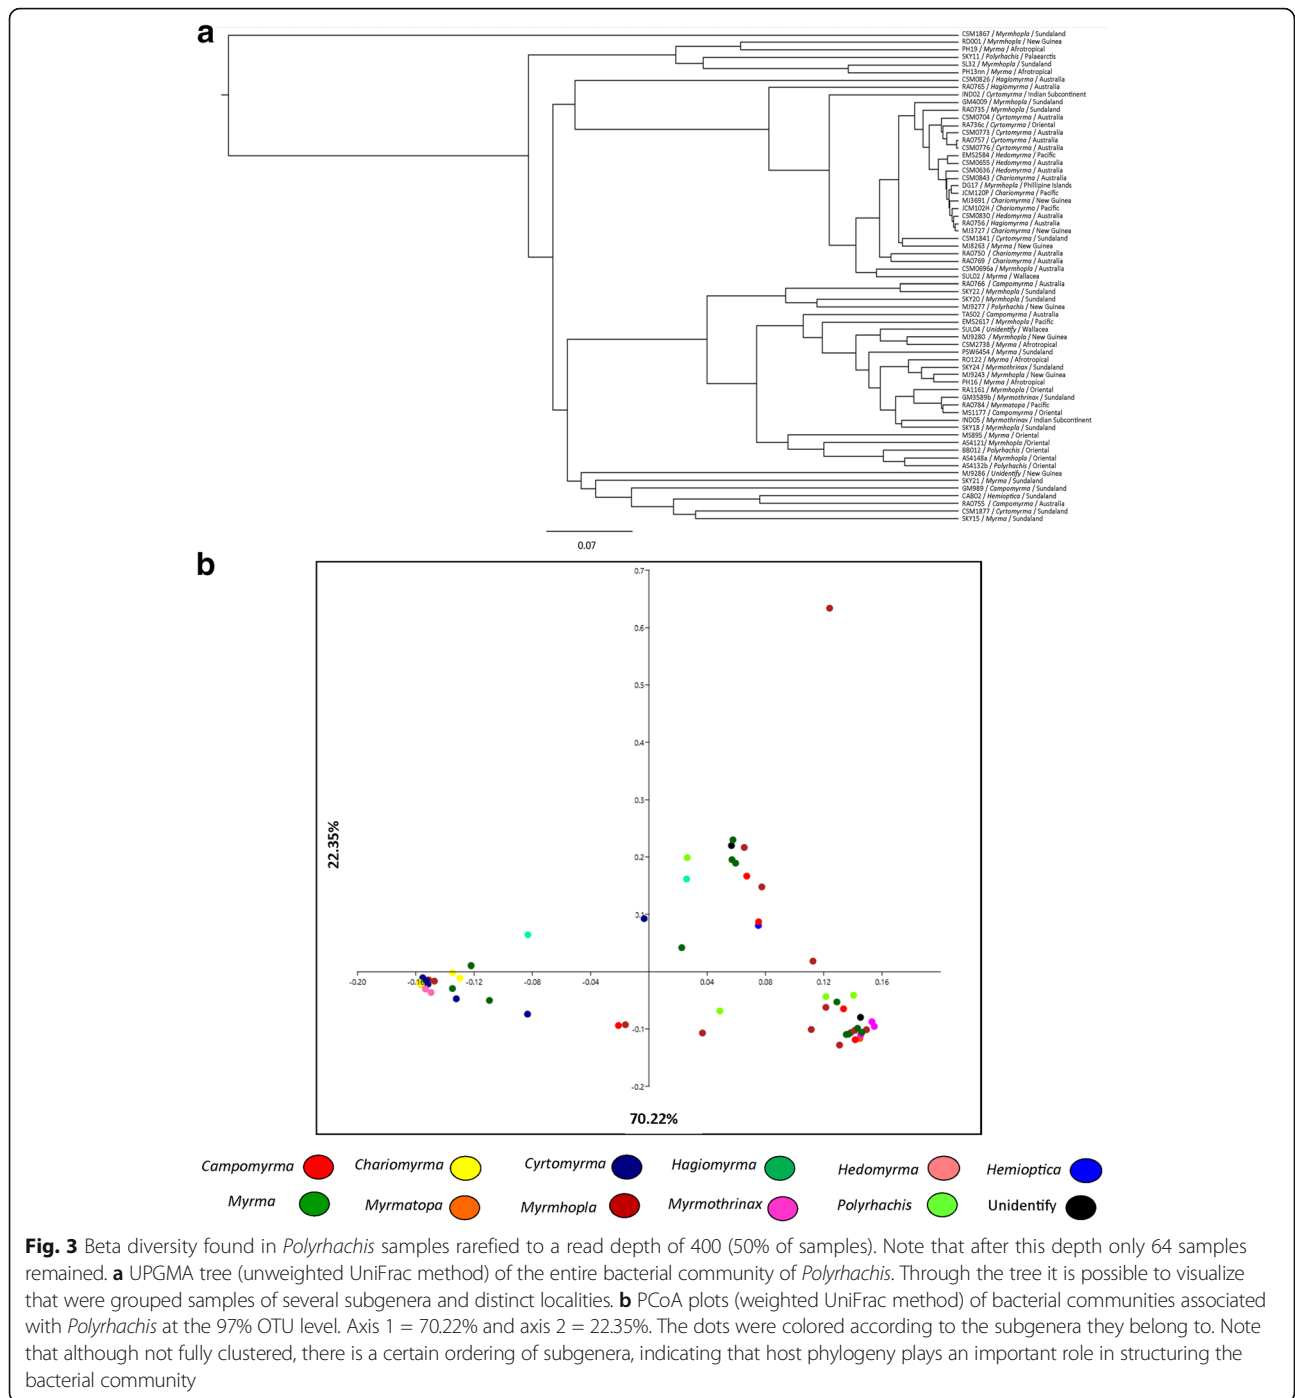 a
CSM1867 / Myrmhopla / Sundaland
RD001 / Myrmhopla / New Guinea
PH19 / Myrma / Afrotropical
SKY11 / Polyrhachis / Palaearctis
SL32 / Myrmhopla / Sundaland
PH13nn / Myrma / Afrotropical
CSM0826 / Hagiomyrma / Australia
RA0765 / Hagiomyrma / Australia
IND02 / Cyrtomyrma / Indian Subcontinent
GM4009 / Myrmhopla / Sundaland
RA0735 / Myrmhopla / Sundaland
CSM0704 / Cyrtomyrma / Australia
RA736c / Cyrtomyrma / Oriental
CSM0773 / Cyrtomyrma / Australia
RA0757 / Cyrtomyrma / Australia
CSM0776 / Cyrtomyrma / Australia
EMS2584 / Hedomyrma / Pacific
CSM0655 / Hedomyrma / Australia
CSM0636 / Hedomyrma / Australia
CSM0843 / Chariomyrma / Australia
DG17 / Myrmhopla / Phillipine Islands
JCM120P / Chariomyrma / Pacific
MJ3691 / Chariomyrma / New Guinea
JCM102H / Chariomyrma / Pacific
CSM0830 / Hedomyrma / Australia
RA0756 / Hagiomyrma / Australia
MJ3727 / Chariomyrma / New Guinea
CSM1841 / Cyrtomyrma / Sundaland
MJ8263 / Myrma / New Guinea
RA0750 / Chariomyrma / Australia
RA0769 / Chariomyrma / Australia
CSM0696a / Myrmhopla / Australia
SUL02 / Myrma / Wallacea
RA0766 / Campomyrma / Australia
SKY22 / Myrmhopla / Sundaland
SKY20 / Myrmhopla / Sundaland
MJ9277 / Polyrhachis / New Guinea
TAS02 / Campomyrma / Australia
EMS2617 / Myrmhopla / Pacific
SUL04 / Unidentify / Wallacea
MJ9280 / Myrmhopla / New Guinea
CSM2738 / Myrma / Afrotropical
PSW6454 / Myrma / Sundaland
RO122 / Myrma / Afrotropical
SKY24 / Myrmothrinax / Sundaland
MJ9243 / Myrmhopla / New Guinea
PH16 / Myrma / Afrotropical
RA1161 / Myrmhopla / Oriental
GM3589b / Myrmothrinax / Sundaland
RA0784 / Myrmatopa / Pacific
MS1177 / Campomyrma / Oriental
IND05 / Myrmothrinax / Indian Subcontinent
SKY18 / Myrmhopla / Sundaland
MS895 / Myrma / Oriental
AS4121/ Myrmhopla /Oriental
BB012 / Polyrhachis / Oriental
AS4148a / Myrmhopla / Oriental
AS4132b / Polyrhachis / Oriental
MJ9286 / Unidentify / New Guinea
SKY21 / Myrma / Sundaland
GM989 / Campomyrma / Sundaland
CAB02 / Hemioptica / Sundaland
RA0755 / Campomyrma / Australia
CSM1877 / Cyrtomyrma / Sundaland
SKY15 / Myrma / Sundaland
0.07
b
0.7
0.6
0.5
0.4
0.3
0.2
0.1
-0.20 -0.16 -0.12 -0.08 -0.04 0.04 0.08 0.12 0.16
-0.1
-0.2
22.35%
70.22%
Campomyrma Chariomyrma Cyrtomyrma Hagiomyrma Hedomyrma Hemioptica
Myrma Myrmatopa Myrmhopla Myrmothrinax Polyrhachis Unidentify
Fig. 3 Beta diversity found in Polyrhachis samples rarefied to a read depth of 400 (50% of samples). Note that after this depth only 64 samples
remained. a UPGMA tree (unweighted UniFrac method) of the entire bacterial community of Polyrhachis. Through the tree it is possible to visualize
that were grouped samples of several subgenera and distinct localities. b PCoA plots (weighted UniFrac method) of bacterial communities associated
with Polyrhachis at the 97% OTU level. Axis 1 = 70.22% and axis 2 = 22.35%. The dots were colored according to the subgenera they belong to. Note
that although not fully clustered, there is a certain ordering of subgenera, indicating that host phylogeny plays an important role in structuring the
bacterial community